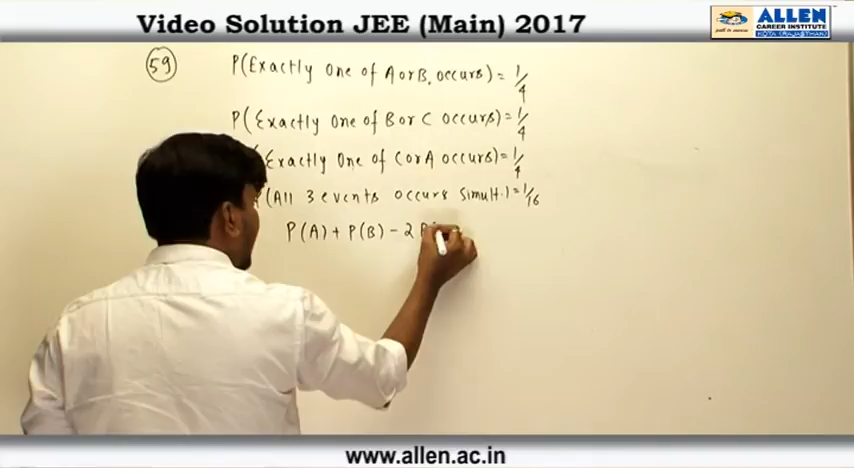 Video Solution JEE (Main) 2017
ALLEN
CAREER INSTITUTE
KOTA (RAJASTHAN)
59 P(Exactly One of A or B, occurs) = 1/4
P(Exactly One of B or C occurs) = 1/4
Exactly One of C or A occurs) = 1/4
P(All 3 events occurs simult.) = 1/16
P(A) + P(B) - 2 P(
www.allen.ac.in